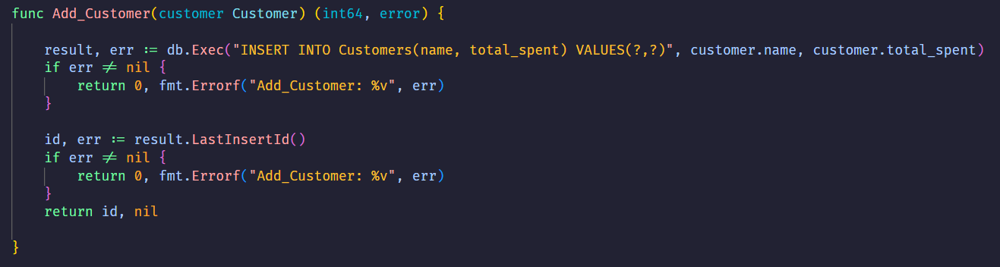 func Add_Customer(customer Customer) (int64, error) {
result, err := db.Exec("INSERT INTO Customers(name, total_spent) VALUES(?,?)", customer.name, customer.total_spent)
if err ≠ nil {
return 0, fmt.Errorf("Add_Customer: %v", err)
}
id, err := result.LastInsertId()
if err ≠ nil {
return 0, fmt.Errorf("Add_Customer: %v", err)
}
return id, nil
}